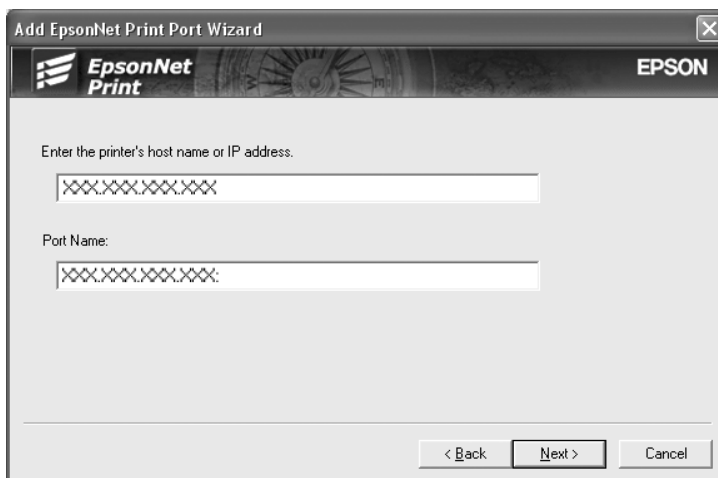 Add EpsonNet Print Port Wizard
EpsonNet
Print
EPSON
Enter the printer's host name or IP address.
XXX.XXX.XXX.XXX
Port Name:
XXX.XXX.XXX.XXX:
< Back
Next >
Cancel